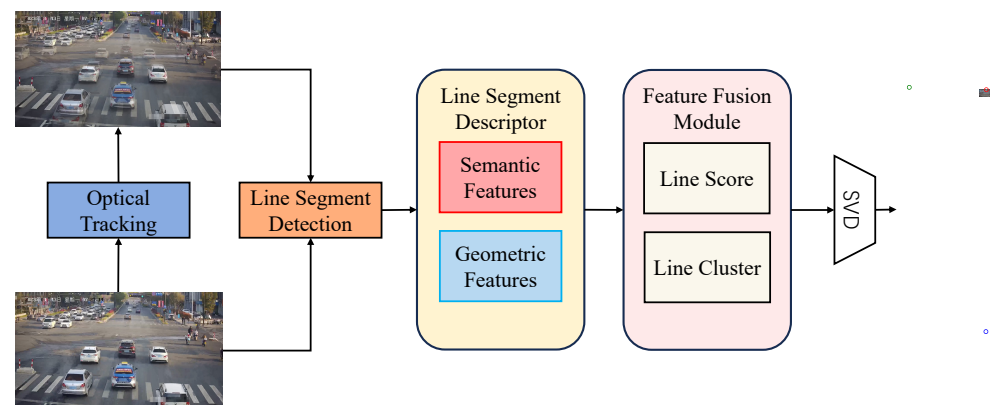 Optical
Tracking
Line Segment
Detection
Line Segment
Descriptor
Semantic
Features
Geometric
Features
Feature Fusion
Module
Line Score
Line Cluster
SVD